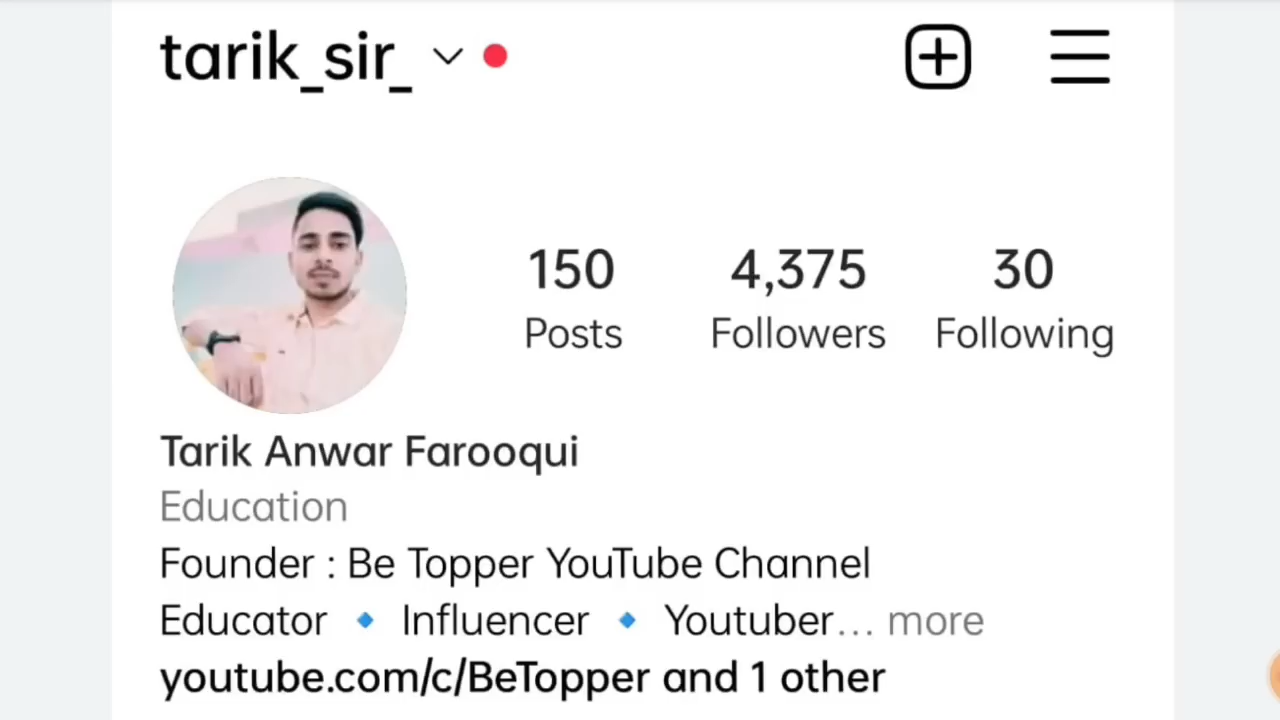 tarik_sir_
150 4,375 30
Posts Followers Following
Tarik Anwar Farooqui
Education
Founder : Be Topper YouTube Channel
Educator 🔹 Influencer 🔹 Youtuber... more
youtube.com/c/BeTopper and 1 other